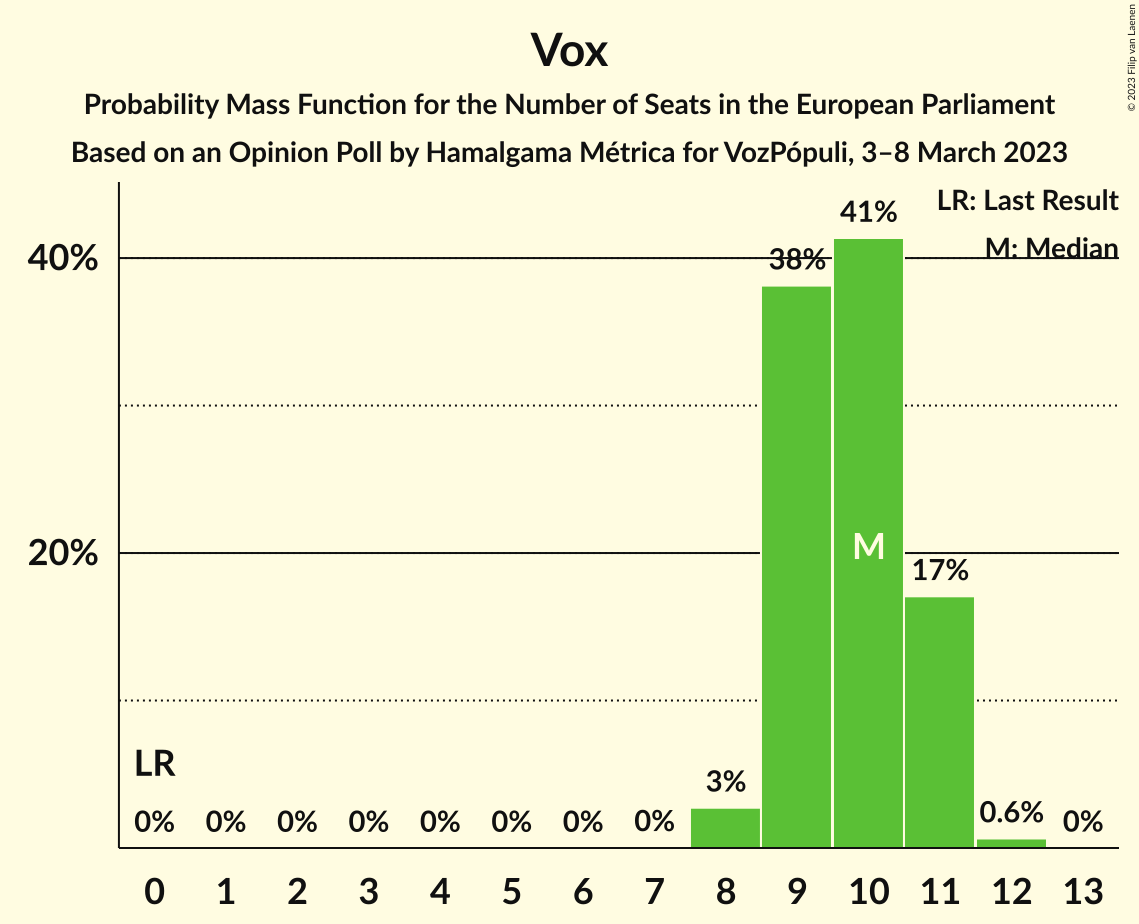 Vox
Probability Mass Function for the Number of Seats in the European Parliament
Based on an Opinion Poll by Hamalgama Métrica for VozPópuli, 3–8 March 2023
© 2023 Filip van Laenen
LR: Last Result
M: Median
41%
38%
40%
M
20%
17%
LR
3%
0% 0% 0% 0% 0% 0% 0% 0% 0.6% 0%
0 1 2 3 4 5 6 7 8 9 10 11 12 13